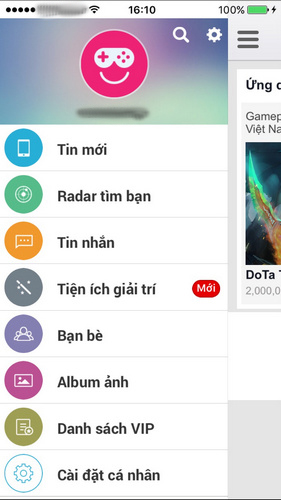 16:10
100%
Ứng d
Tin mới
Gamep
Việt Na
Radar tìm bạn
Tin nhắn
Tiện ích giải trí
Mới
DoTa T
2,000,0
Bạn bè
Album ảnh
Danh sách VIP
Cài đặt cá nhân